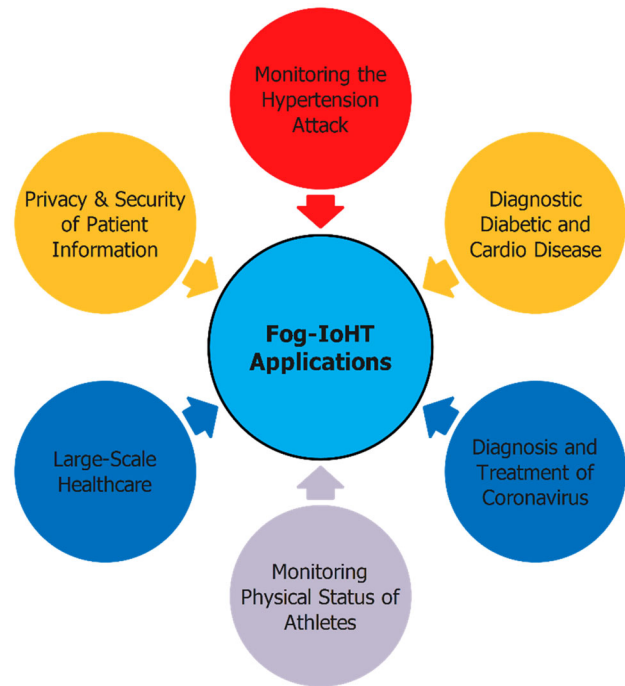 Monitoring the
Hypertension
Attack
Privacy & Security
of Patient
Information
Diagnostic
Diabetic and
Cardio Disease
Fog-IoHT
Applications
Large-Scale
Healthcare
Diagnosis and
Treatment of
Coronavirus
Monitoring
Physical Status of
Athletes